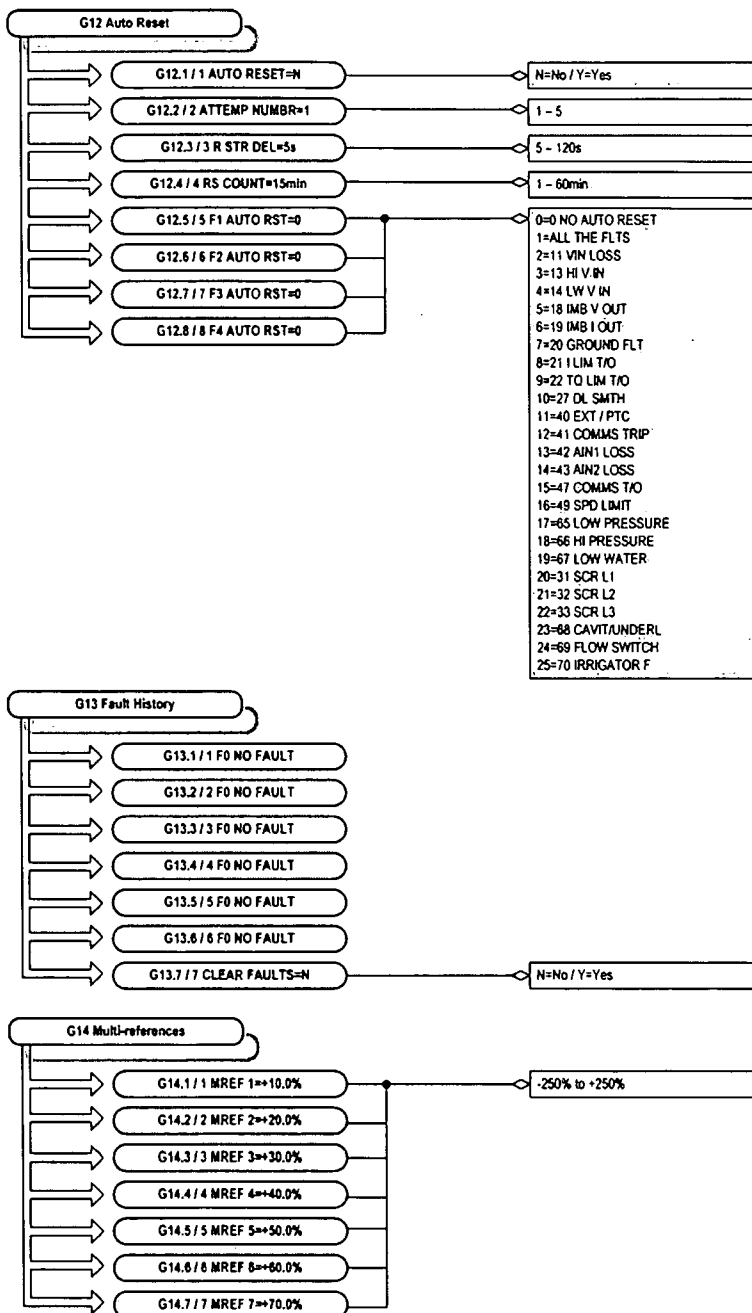 G12 Auto Reset
G12.1 / 1 AUTO RESET=N
N=No / Y=Yes
G12.2 / 2 ATTEMP NUMBR=1
1 – 5
G12.3 / 3 R STR DEL=5s
5 – 120s
G12.4 / 4 RS COUNT=15min
1 – 60min
G12.5 / 5 F1 AUTO RST=0
G12.6 / 6 F2 AUTO RST=0
G12.7 / 7 F3 AUTO RST=0
G12.8 / 8 F4 AUTO RST=0
0=0 NO AUTO RESET
1=ALL THE FLTS
2=11 VIN LOSS
3=13 HI V IN
4=14 LW V IN
5=18 IMB V OUT
6=19 IMB I OUT
7=20 GROUND FLT
8=21 I LIM T/O
9=22 TQ LIM T/O
10=27 DL SMTH
11=40 EXT / PTC
12=41 COMMS TRIP
13=42 AIN1 LOSS
14=43 AIN2 LOSS
15=47 COMMS T/O
16=49 SPD LIMIT
17=65 LOW PRESSURE
18=66 HI PRESSURE
19=67 LOW WATER
20=31 SCR L1
21=32 SCR L2
22=33 SCR L3
23=68 CAVIT/UNDERL
24=69 FLOW SWITCH
25=70 IRRIGATOR F
G13 Fault History
G13.1 / 1 F0 NO FAULT
G13.2 / 2 F0 NO FAULT
G13.3 / 3 F0 NO FAULT
G13.4 / 4 F0 NO FAULT
G13.5 / 5 F0 NO FAULT
G13.6 / 6 F0 NO FAULT
G13.7 / 7 CLEAR FAULTS=N
N=No / Y=Yes
G14 Multi-references
G14.1 / 1 MREF 1=+10.0%
-250% to +250%
G14.2 / 2 MREF 2=+20.0%
G14.3 / 3 MREF 3=+30.0%
G14.4 / 4 MREF 4=+40.0%
G14.5 / 5 MREF 5=+50.0%
G14.6 / 6 MREF 6=+60.0%
G14.7 / 7 MREF 7=+70.0%